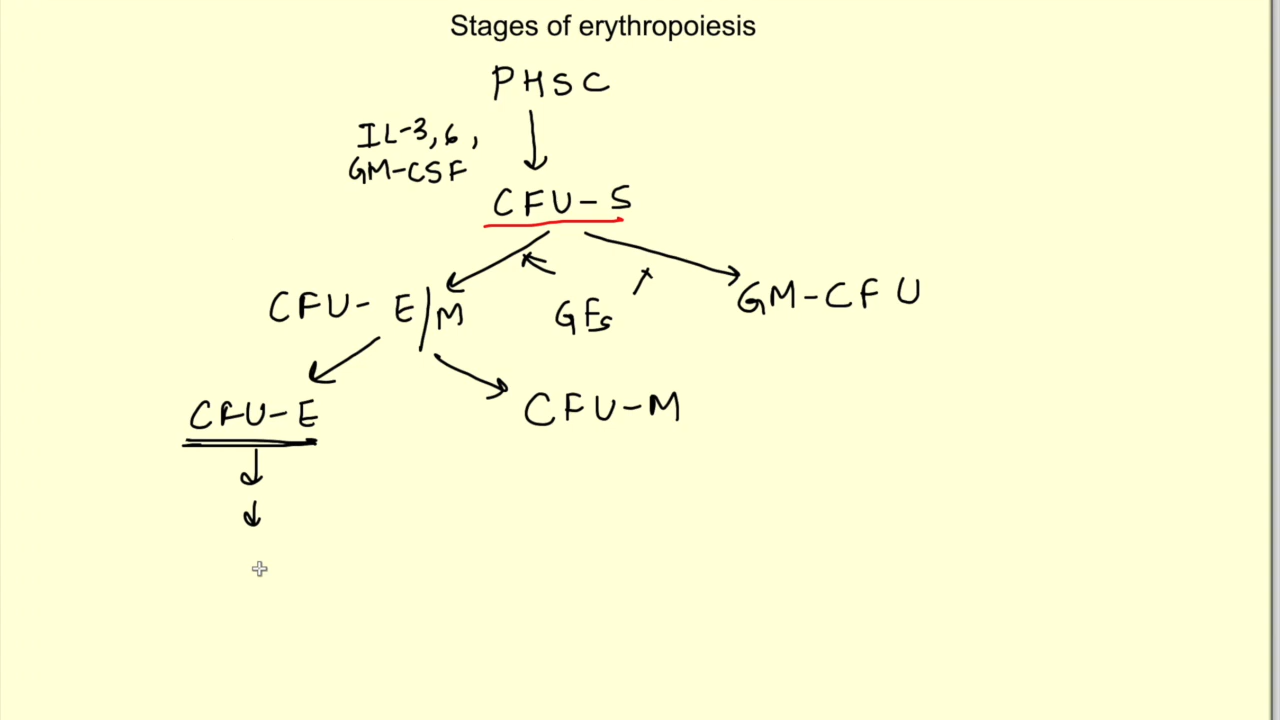 Stages of erythropoiesis
PHSC
IL-3,6,
GM-CSF
CFU-S
CFU- E/M
GFs
GM-CFU
CFU-E
CFU-M